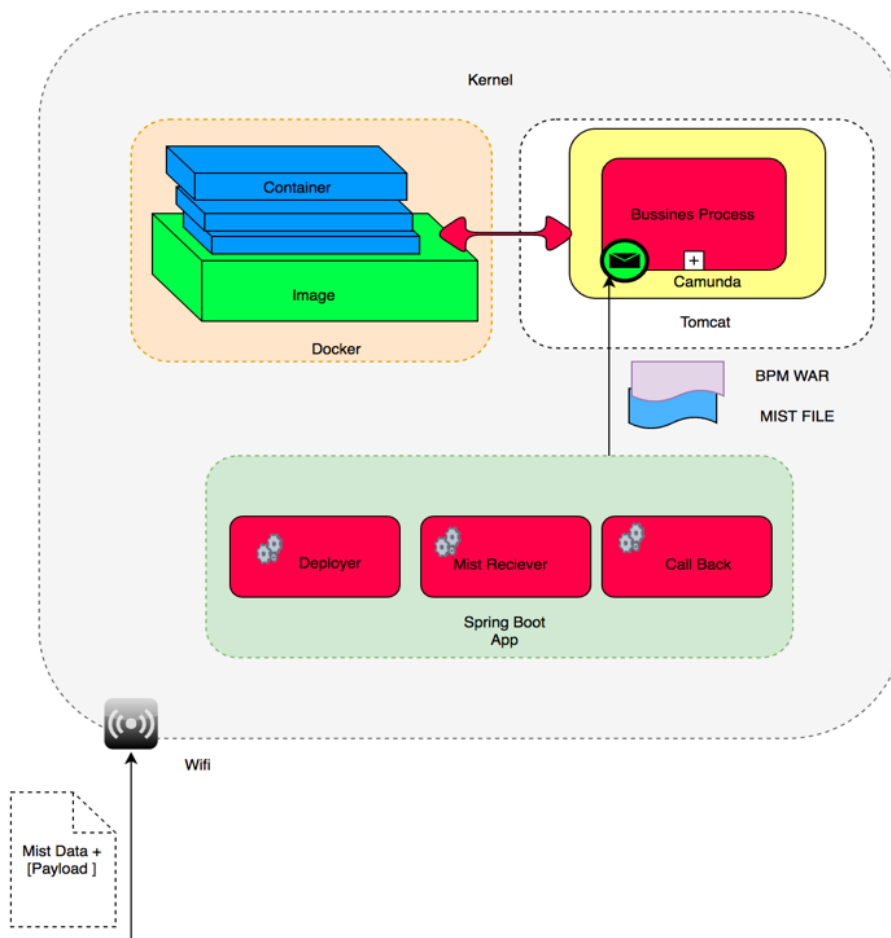 Kernel
Container
Image
Docker
Bussines Process
+
Camunda
Tomcat
BPM WAR
MIST FILE
Deployer
Mist Reciever
Call Back
Spring Boot
App
Wifi
Mist Data +
[Payload ]